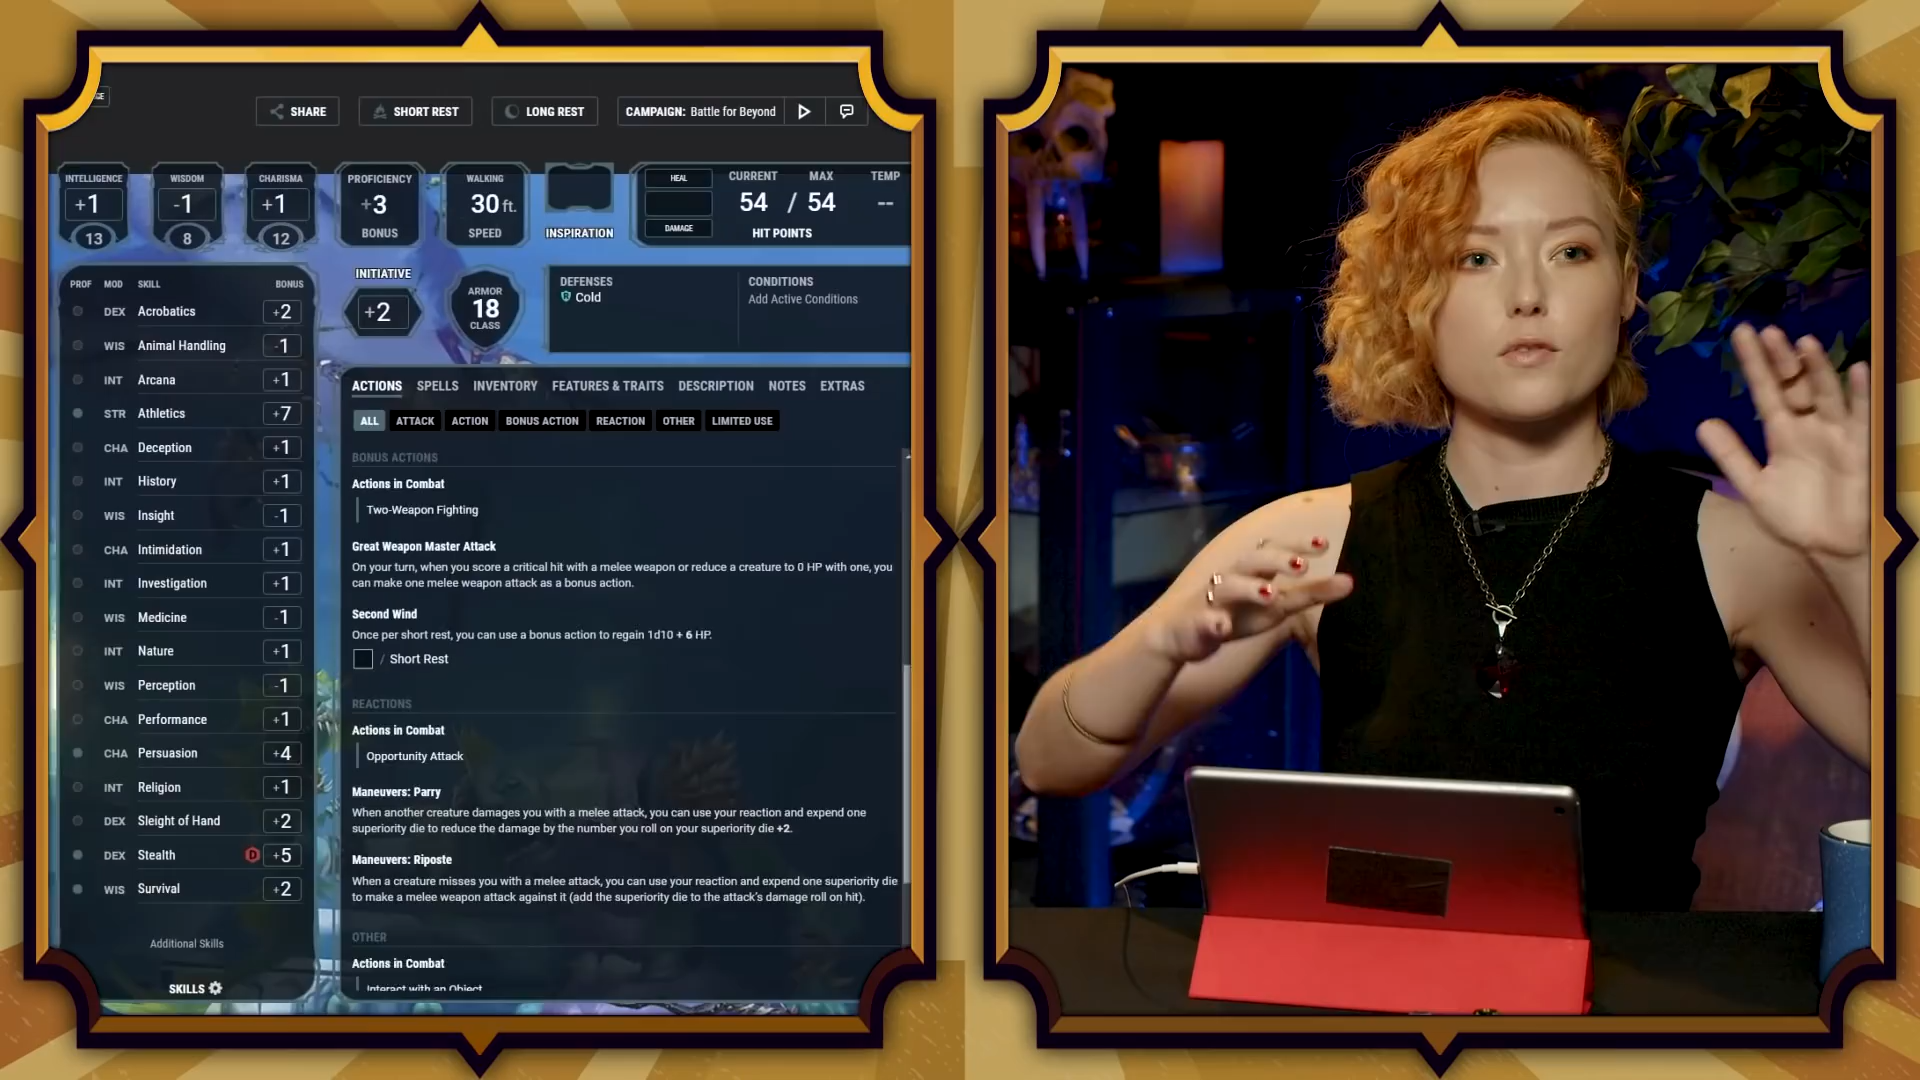 SHARE
SHORT REST
LONG REST
CAMPAIGN: Battle for Beyond
INTELLIGENCE
+1
13
WISDOM
-1
8
CHARISMA
+1
12
PROFICIENCY
+3
BONUS
WALKING
30 ft.
SPEED
INSPIRATION
HEAL
DAMAGE
CURRENT MAX TEMP
54 / 54 --
HIT POINTS
INITIATIVE
+2
ARMOR
18
CLASS
DEFENSES
Cold
CONDITIONS
Add Active Conditions
PROF MOD SKILL BONUS
DEX Acrobatics +2
WIS Animal Handling -1
INT Arcana +1
STR Athletics +7
CHA Deception +1
INT History +1
WIS Insight -1
CHA Intimidation +1
INT Investigation +1
WIS Medicine -1
INT Nature +1
WIS Perception -1
CHA Performance +1
CHA Persuasion +4
INT Religion +1
DEX Sleight of Hand +2
DEX Stealth D +5
WIS Survival +2
Additional Skills
SKILLS
ACTIONS SPELLS INVENTORY FEATURES & TRAITS DESCRIPTION NOTES EXTRAS
ALL ATTACK ACTION BONUS ACTION REACTION OTHER LIMITED USE
BONUS ACTIONS
Actions in Combat
Two-Weapon Fighting
Great Weapon Master Attack
On your turn, when you score a critical hit with a melee weapon or reduce a creature to 0 HP with one, you
can make one melee weapon attack as a bonus action.
Second Wind
Once per short rest, you can use a bonus action to regain 1d10 + 6 HP.
/ Short Rest
REACTIONS
Actions in Combat
Opportunity Attack
Maneuvers: Parry
When another creature damages you with a melee attack, you can use your reaction and expend one
superiority die to reduce the damage by the number you roll on your superiority die +2.
Maneuvers: Riposte
When a creature misses you with a melee attack, you can use your reaction and expend one superiority die
to make a melee weapon attack against it (add the superiority die to the attack's damage roll on hit).
OTHER
Actions in Combat
Interact with an Object